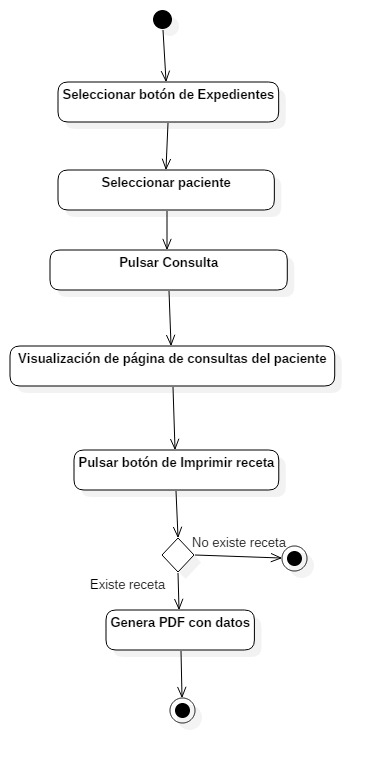 Seleccionar botón de Expedientes
Seleccionar paciente
Pulsar Consulta
Visualización de página de consultas del paciente
Pulsar botón de Imprimir receta
No existe receta
Existe receta
Genera PDF con datos